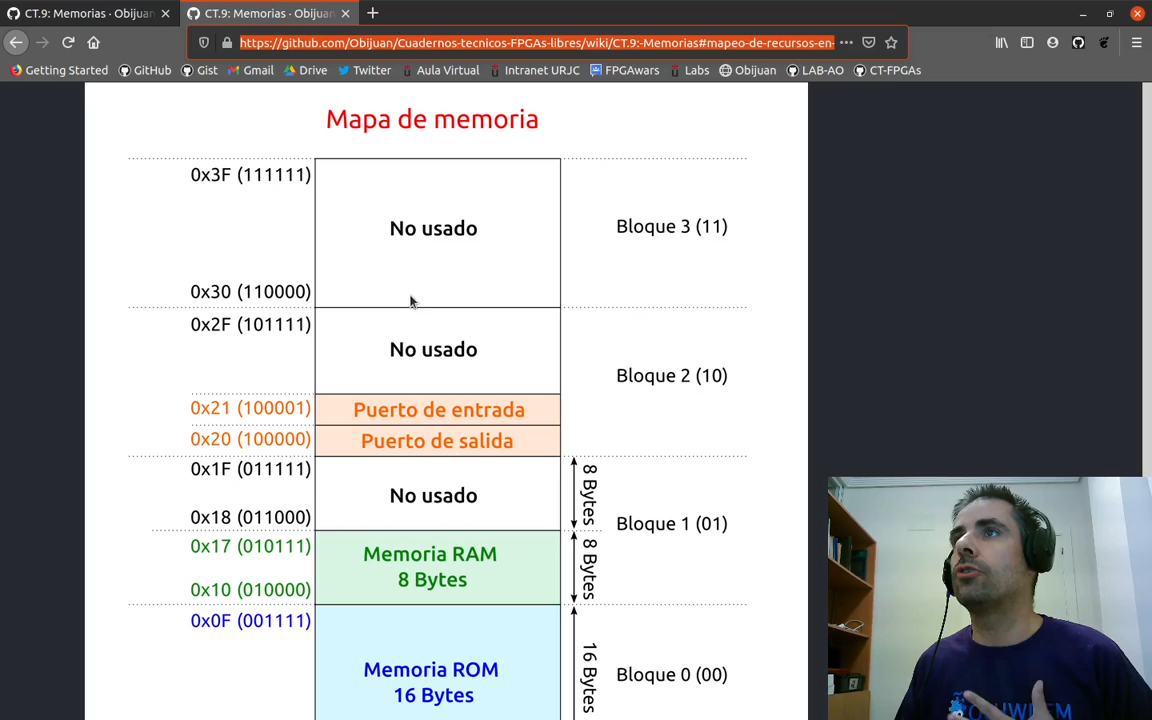 CT.9: Memorias · Obijuan
CT.9: Memorias · Obijuan
https://github.com/Obijuan/Cuadernos-tecnicos-FPGAs-libres/wiki/CT.9:-Memorias#mapeo-de-recursos-en-
Getting Started GitHub Gist Gmail Drive Twitter Aula Virtual Intranet URJC FPGAwars Labs Obijuan LAB-AO CT-FPGAs
Mapa de memoria
0x3F (111111)
No usado
Bloque 3 (11)
0x30 (110000)
0x2F (101111)
No usado
Bloque 2 (10)
0x21 (100001) Puerto de entrada
0x20 (100000) Puerto de salida
0x1F (011111)
No usado
8 Bytes
0x18 (011000)
Bloque 1 (01)
0x17 (010111)
Memoria RAM
8 Bytes
8 Bytes
0x10 (010000)
0x0F (001111)
Memoria ROM
16 Bytes
16 Bytes
Bloque 0 (00)